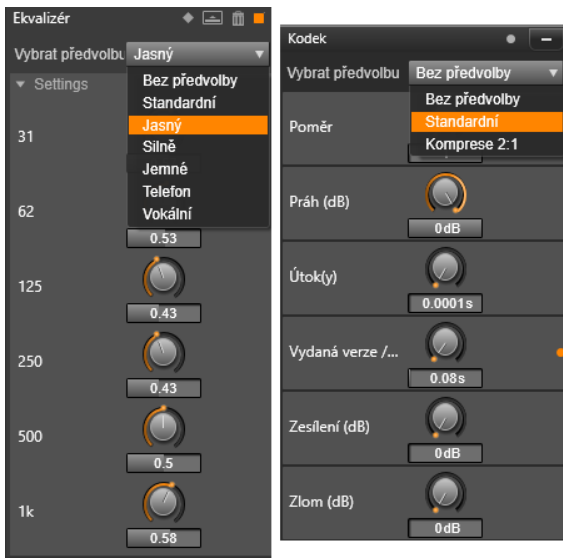 Ekvalizér
Vybrat předvolbu Jasný
Settings
Bez předvolby
Standardní
Jasný
Silně
Jemné
Telefon
Vokální
31
62
0.53
125
0.43
250
0.43
500
0.5
1k
0.58
Kodek
Vybrat předvolbu Bez předvolby
Bez předvolby
Standardní
Komprese 2:1
Poměr
Práh (dB)
0dB
Útok(y)
0.0001s
Vydaná verze /...
0.08s
Zesílení (dB)
0dB
Zlom (dB)
0dB